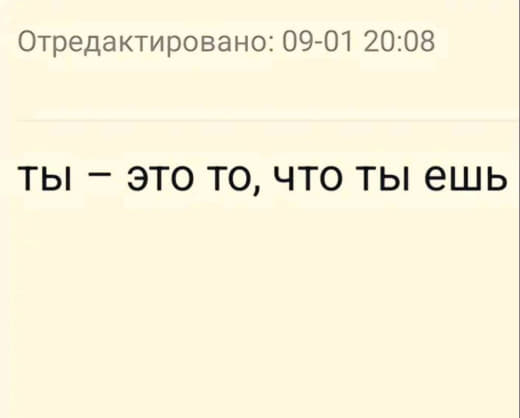 Отредактировано: 09-01 20:08
ты – это то, что ты ешь